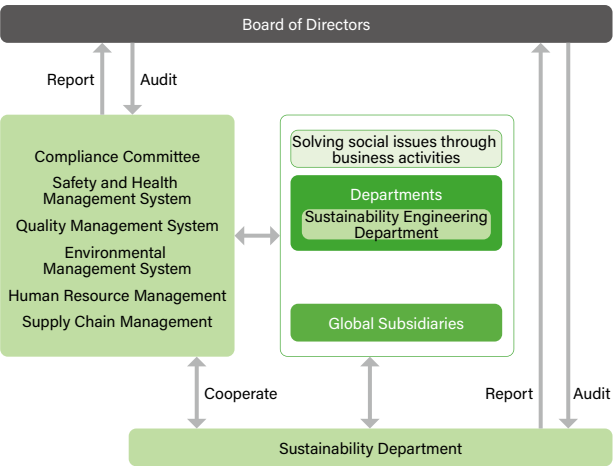 Board of Directors
Report
Audit
Compliance Committee
Safety and Health
Management System
Quality Management System
Environmental
Management System
Human Resource Management
Supply Chain Management
Solving social issues through
business activities
Departments
Sustainability Engineering
Department
Global Subsidiaries
Cooperate
Report
Audit
Sustainability Department